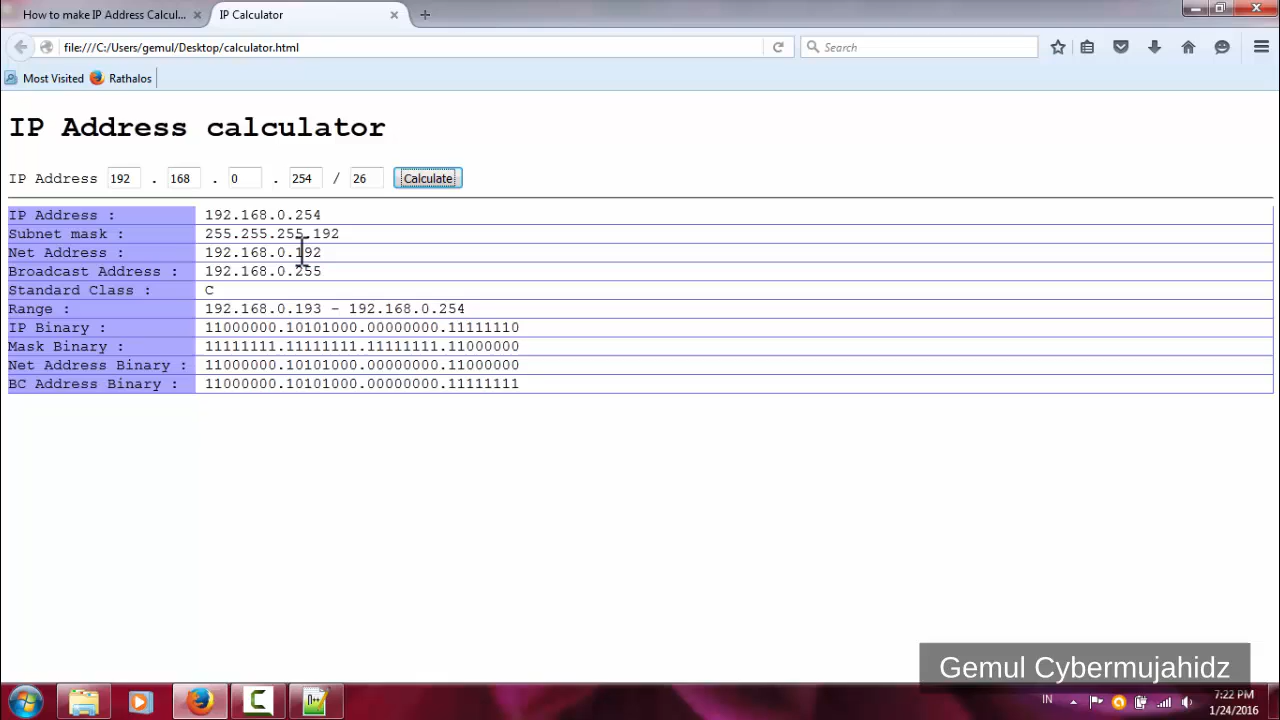 How to make IP Address Calcul...
IP Calculator
file:///C:/Users/gemul/Desktop/calculator.html
Search
Most Visited
Rathalos
IP Address calculator
IP Address 192 . 168 . 0 . 254 / 26 Calculate
IP Address : 192.168.0.254
Subnet mask : 255.255.255.192
Net Address : 192.168.0.192
Broadcast Address : 192.168.0.255
Standard Class : C
Range : 192.168.0.193 - 192.168.0.254
IP Binary : 11000000.10101000.00000000.11111110
Mask Binary : 11111111.11111111.11111111.11000000
Net Address Binary : 11000000.10101000.00000000.11000000
BC Address Binary : 11000000.10101000.00000000.11111111
Gemul Cybermujahidz
IN
7:22 PM
1/24/2016